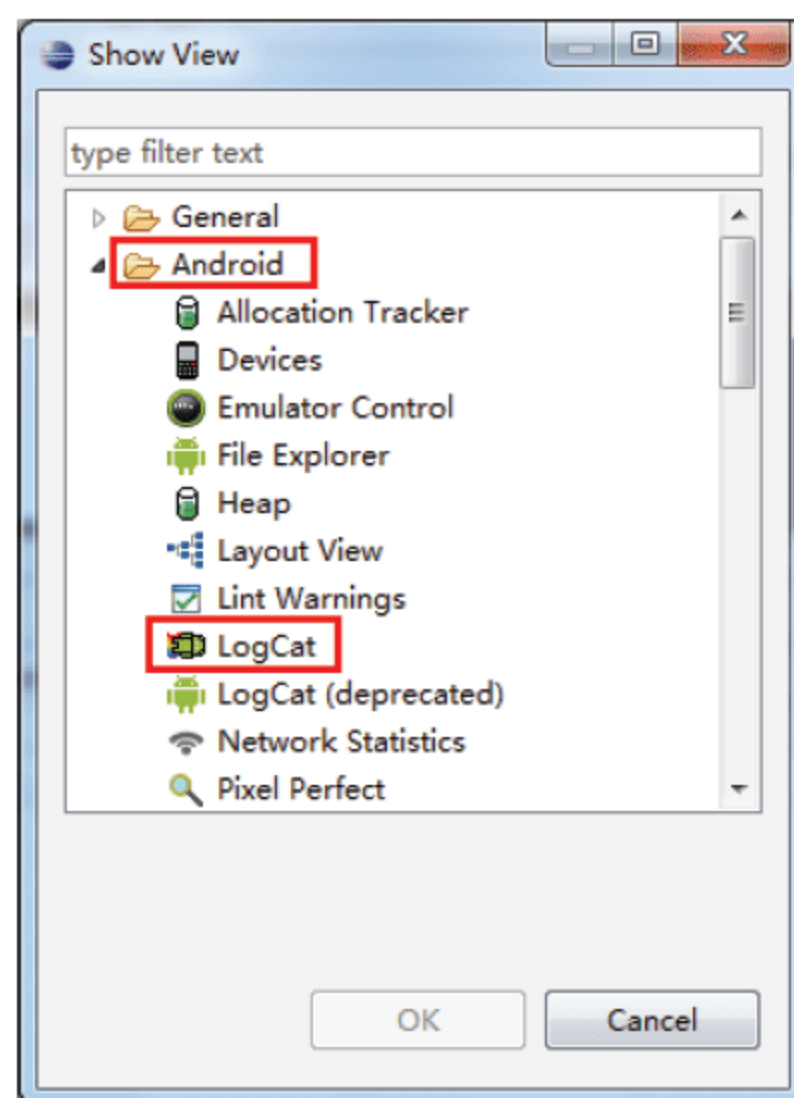 Show View
type filter text
General
Android
Allocation Tracker
Devices
Emulator Control
File Explorer
Heap
Layout View
Lint Warnings
LogCat
LogCat (deprecated)
Network Statistics
Pixel Perfect
OK Cancel